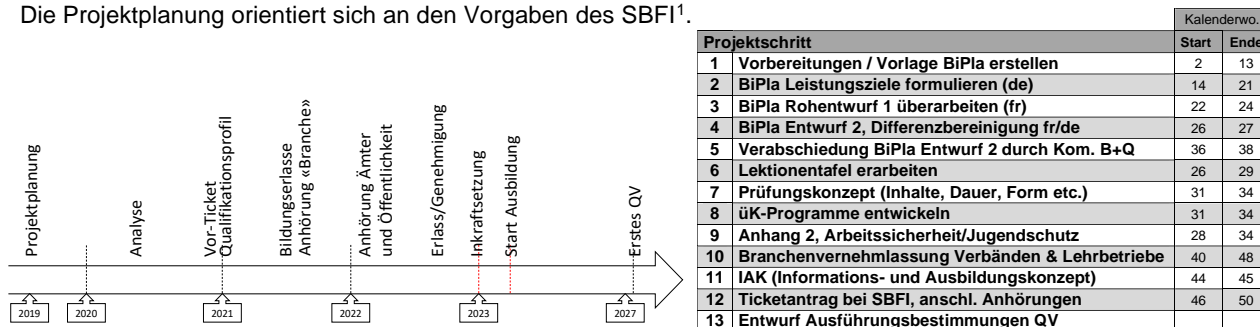 Die Projektplanung orientiert sich an den Vorgaben des SBFI¹.
Projektplanung
Analyse
Vor-Ticket
Qualifikationsprofil
Bildungserlasse
Anhörung «Branche»
Anhörung Ämter
und Öffentlichkeit
Erlass/Genehmigung
Inkraftsetzung
Start Ausbildung
Erstes QV
2019 2020 2021 2022 2023 2027
Kalenderwo.
Projektschritt Start Ende
1 Vorbereitungen / Vorlage BiPla erstellen 2 13
2 BiPla Leistungsziele formulieren (de) 14 21
3 BiPla Rohentwurf 1 überarbeiten (fr) 22 24
4 BiPla Entwurf 2, Differenzbereinigung fr/de 26 27
5 Verabschiedung BiPla Entwurf 2 durch Kom. B+Q 36 38
6 Lektionentafel erarbeiten 26 29
7 Prüfungskonzept (Inhalte, Dauer, Form etc.) 31 34
8 üK-Programme entwickeln 31 34
9 Anhang 2, Arbeitssicherheit/Jugendschutz 28 34
10 Branchenvernehmlassung Verbänden & Lehrbetriebe 40 48
11 IAK (Informations- und Ausbildungskonzept) 44 45
12 Ticketantrag bei SBFI, anschl. Anhörungen 46 50
13 Entwurf Ausführungsbestimmungen QV